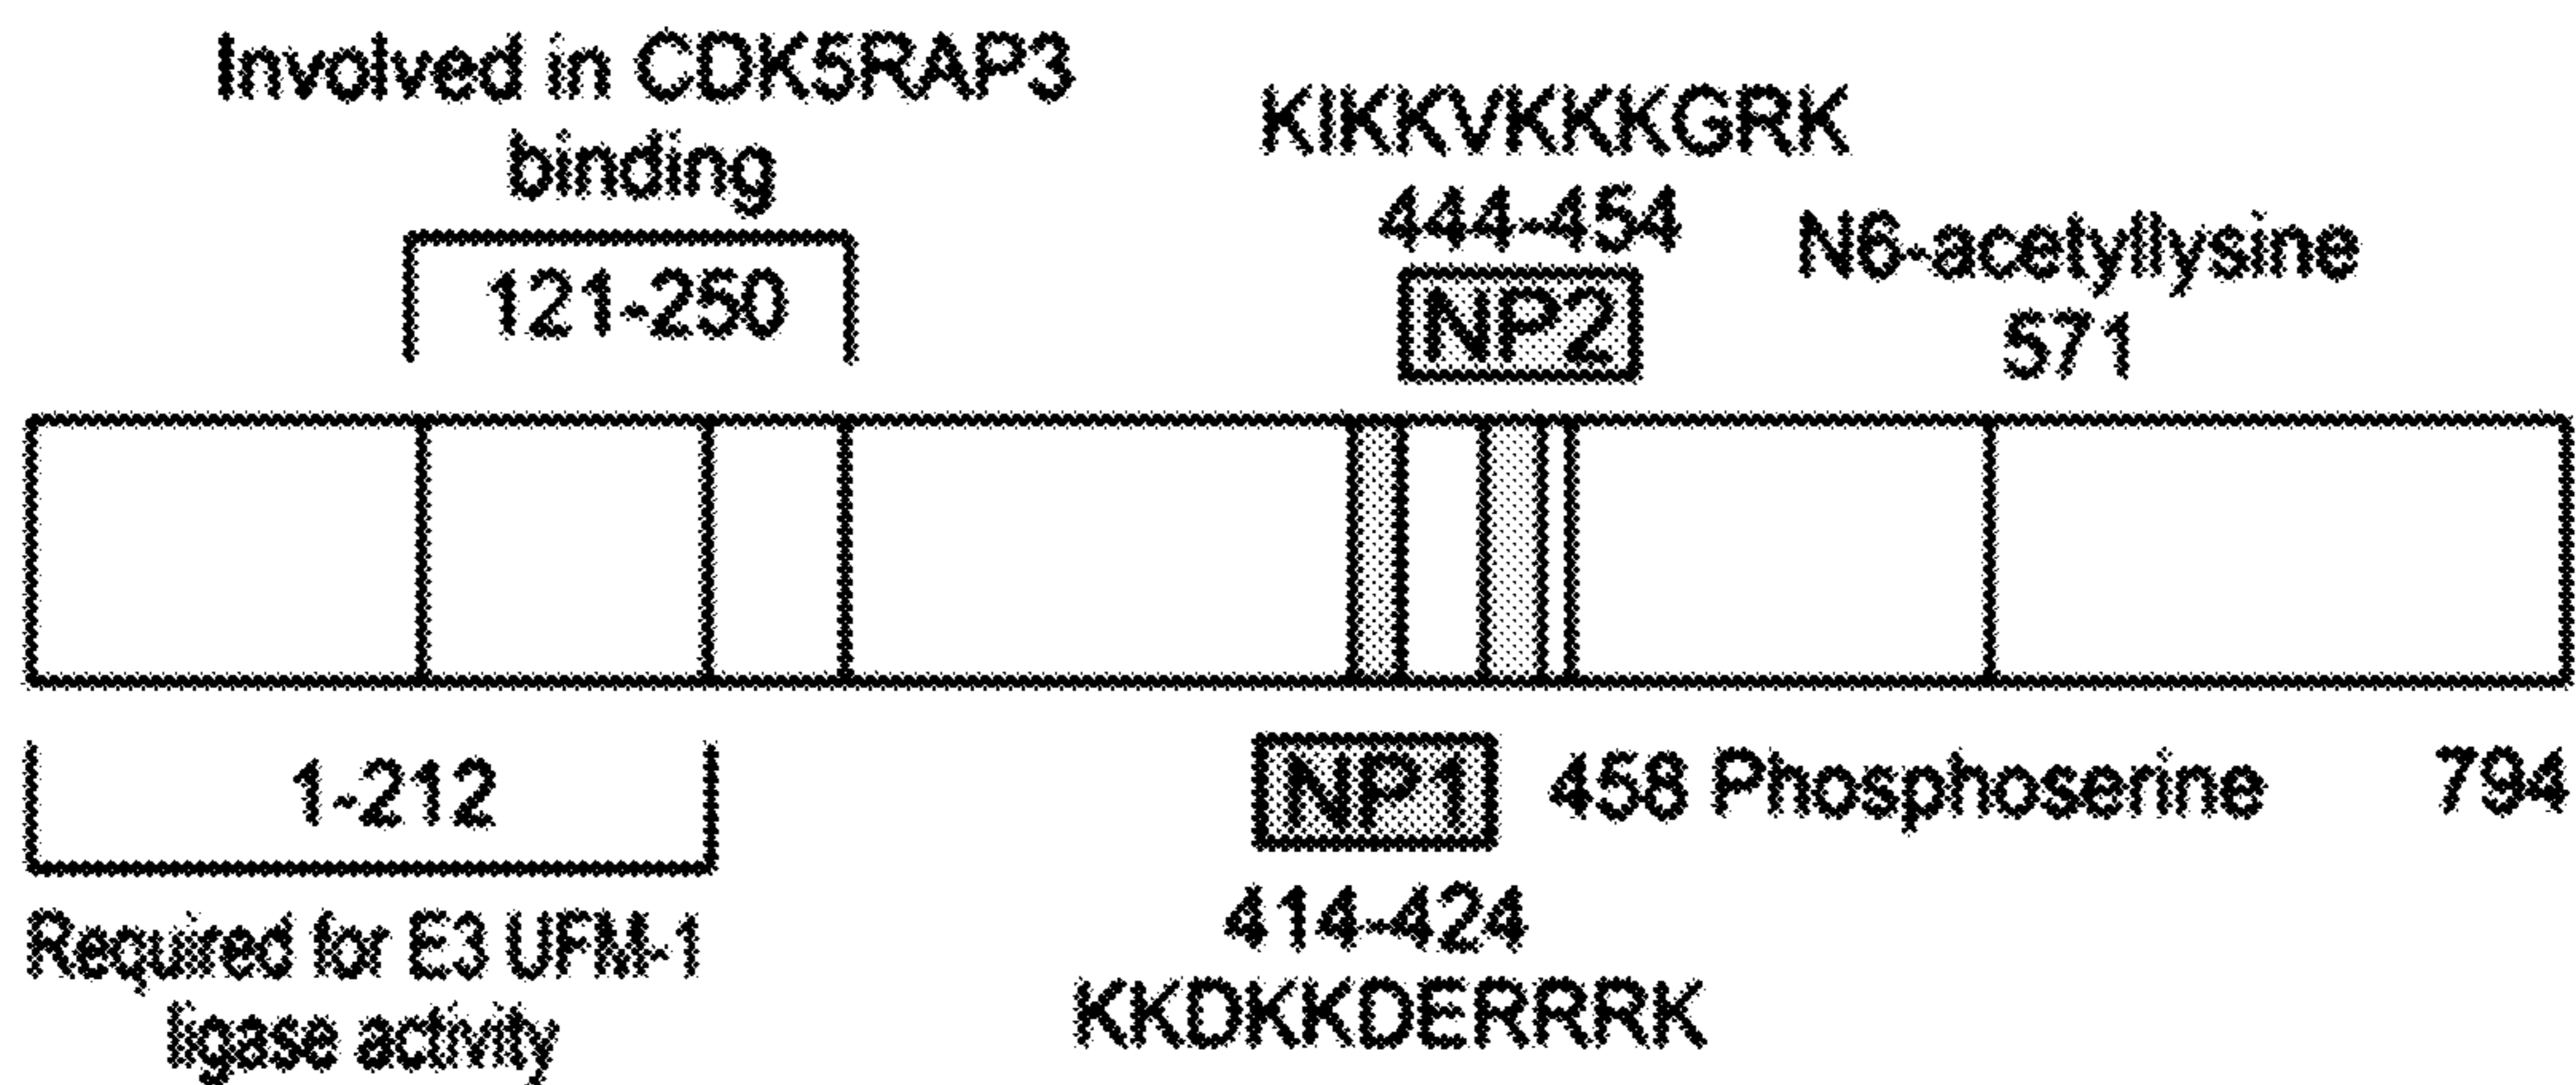 Involved in CDK5RAP3
binding
121-250
KIKKVKKKGRK
444-454
NP2
N6-acetyllysine
571
1-212
Required for E3 UFM-1
ligase activity
NP1
414-424
KKDKKDERRRK
458 Phosphoserine
794